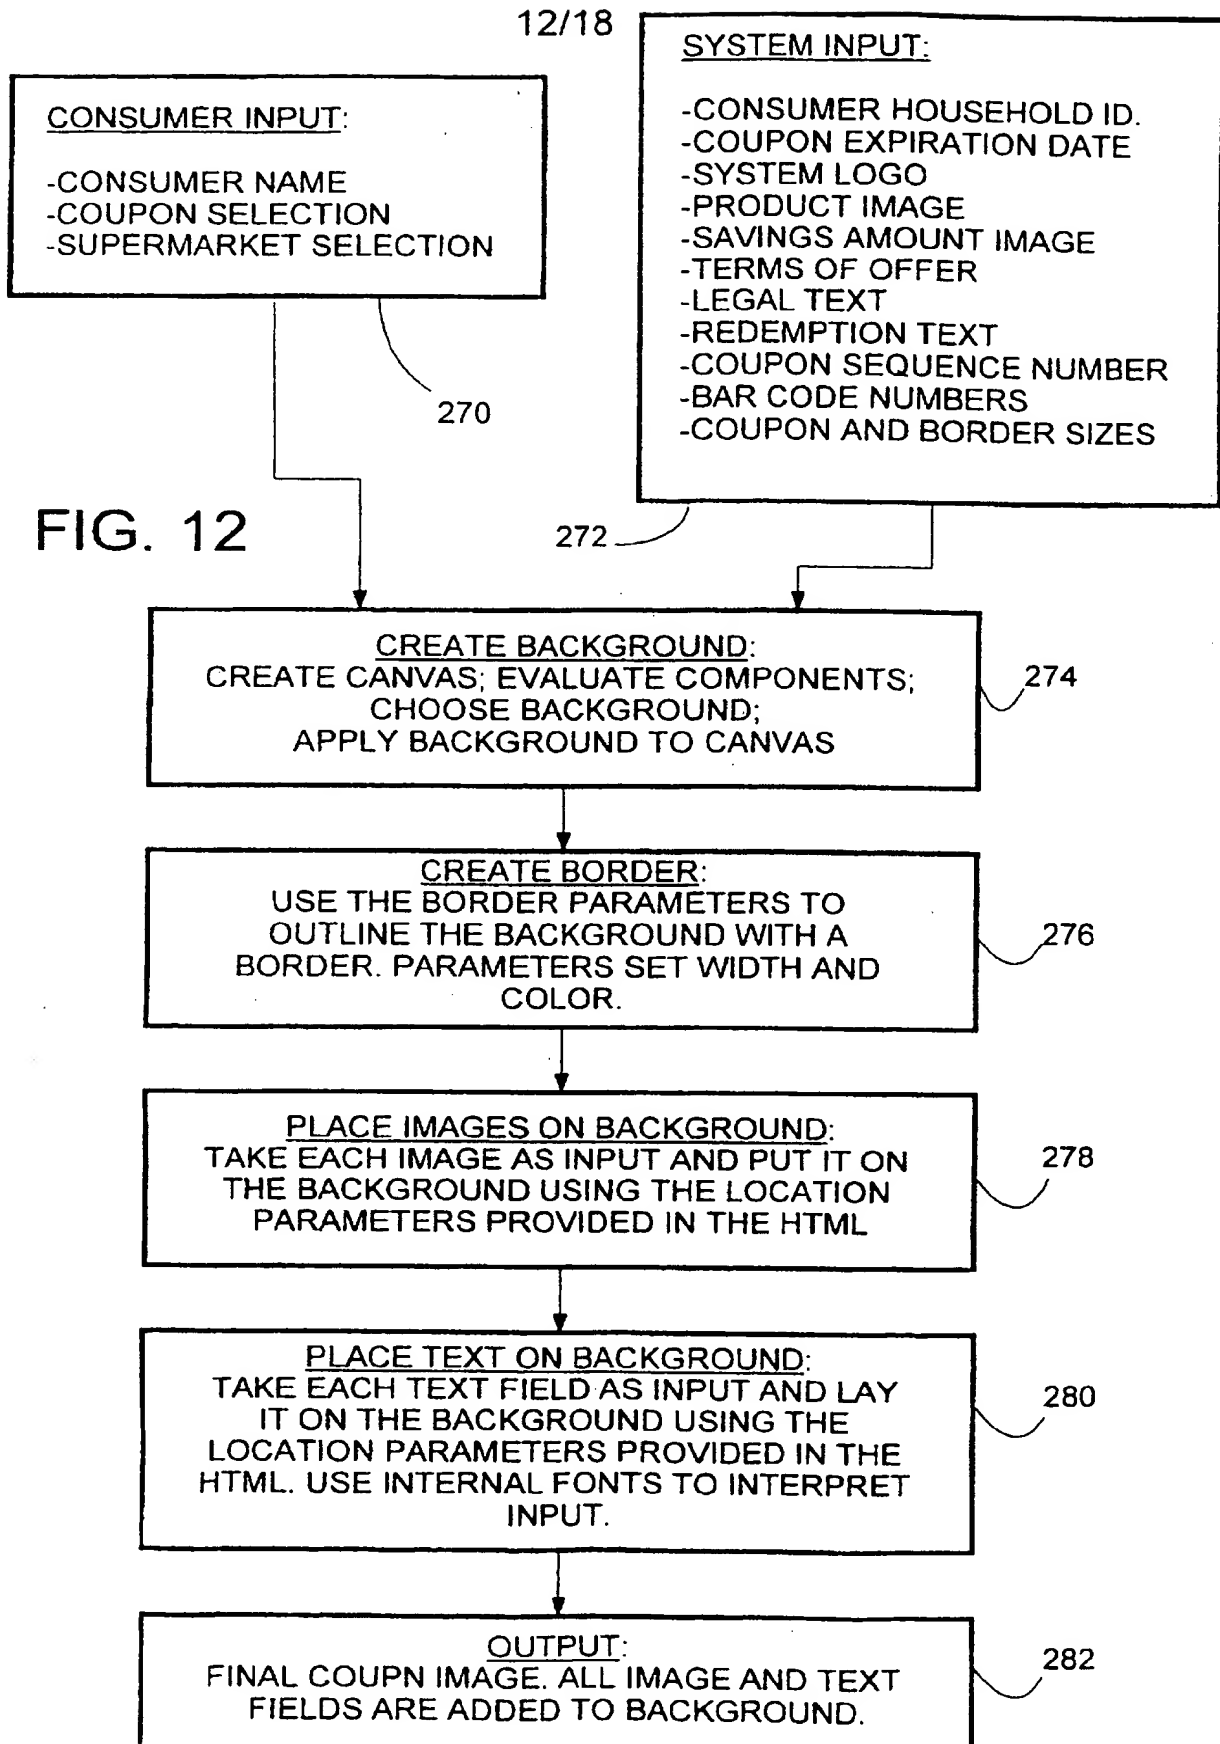 12/18
CONSUMER INPUT:
-CONSUMER NAME
-COUPON SELECTION
-SUPERMARKET SELECTION
270
SYSTEM INPUT:
-CONSUMER HOUSEHOLD ID.
-COUPON EXPIRATION DATE
-SYSTEM LOGO
-PRODUCT IMAGE
-SAVINGS AMOUNT IMAGE
-TERMS OF OFFER
-LEGAL TEXT
-REDEMPTION TEXT
-COUPON SEQUENCE NUMBER
-BAR CODE NUMBERS
-COUPON AND BORDER SIZES
272
FIG. 12
CREATE BACKGROUND:
CREATE CANVAS; EVALUATE COMPONENTS;
CHOOSE BACKGROUND;
APPLY BACKGROUND TO CANVAS
274
CREATE BORDER:
USE THE BORDER PARAMETERS TO
OUTLINE THE BACKGROUND WITH A
BORDER. PARAMETERS SET WIDTH AND
COLOR.
276
PLACE IMAGES ON BACKGROUND:
TAKE EACH IMAGE AS INPUT AND PUT IT ON
THE BACKGROUND USING THE LOCATION
PARAMETERS PROVIDED IN THE HTML
278
PLACE TEXT ON BACKGROUND:
TAKE EACH TEXT FIELD AS INPUT AND LAY
IT ON THE BACKGROUND USING THE
LOCATION PARAMETERS PROVIDED IN THE
HTML. USE INTERNAL FONTS TO INTERPRET
INPUT.
280
OUTPUT:
FINAL COUPN IMAGE. ALL IMAGE AND TEXT
FIELDS ARE ADDED TO BACKGROUND.
282